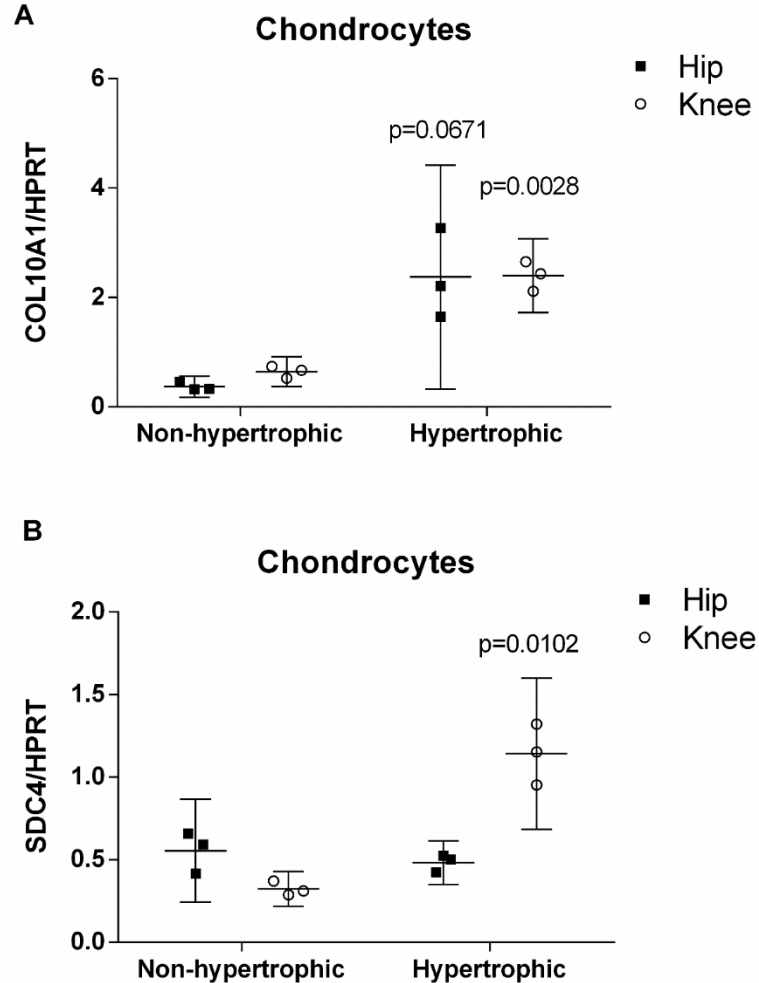 A
Chondrocytes
Hip
Knee
6
4
2
0
COL10A1/HPRT
p=0.0671
p=0.0028
Non-hypertrophic
Hypertrophic
B
Chondrocytes
Hip
Knee
2.0
1.5
1.0
0.5
0.0
SDC4/HPRT
p=0.0102
Non-hypertrophic
Hypertrophic